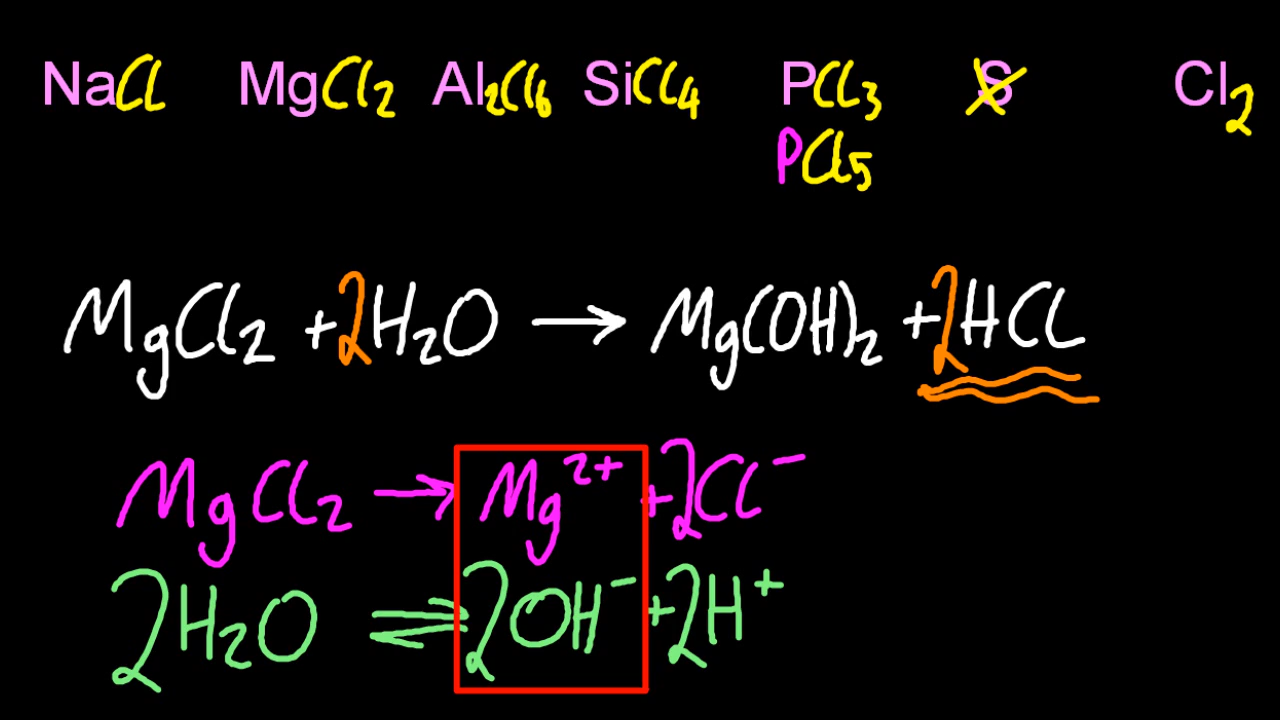 NaCl MgCl₂ Al₂Cl₆ SiCl₄ PCl₃ S Cl₂
PCl₅
MgCl₂ + 2H₂O → Mg(OH)₂ + 2HCl
MgCl₂ → Mg²⁺ + 2Cl⁻
2H₂O ⇌ 2OH⁻ + 2H⁺